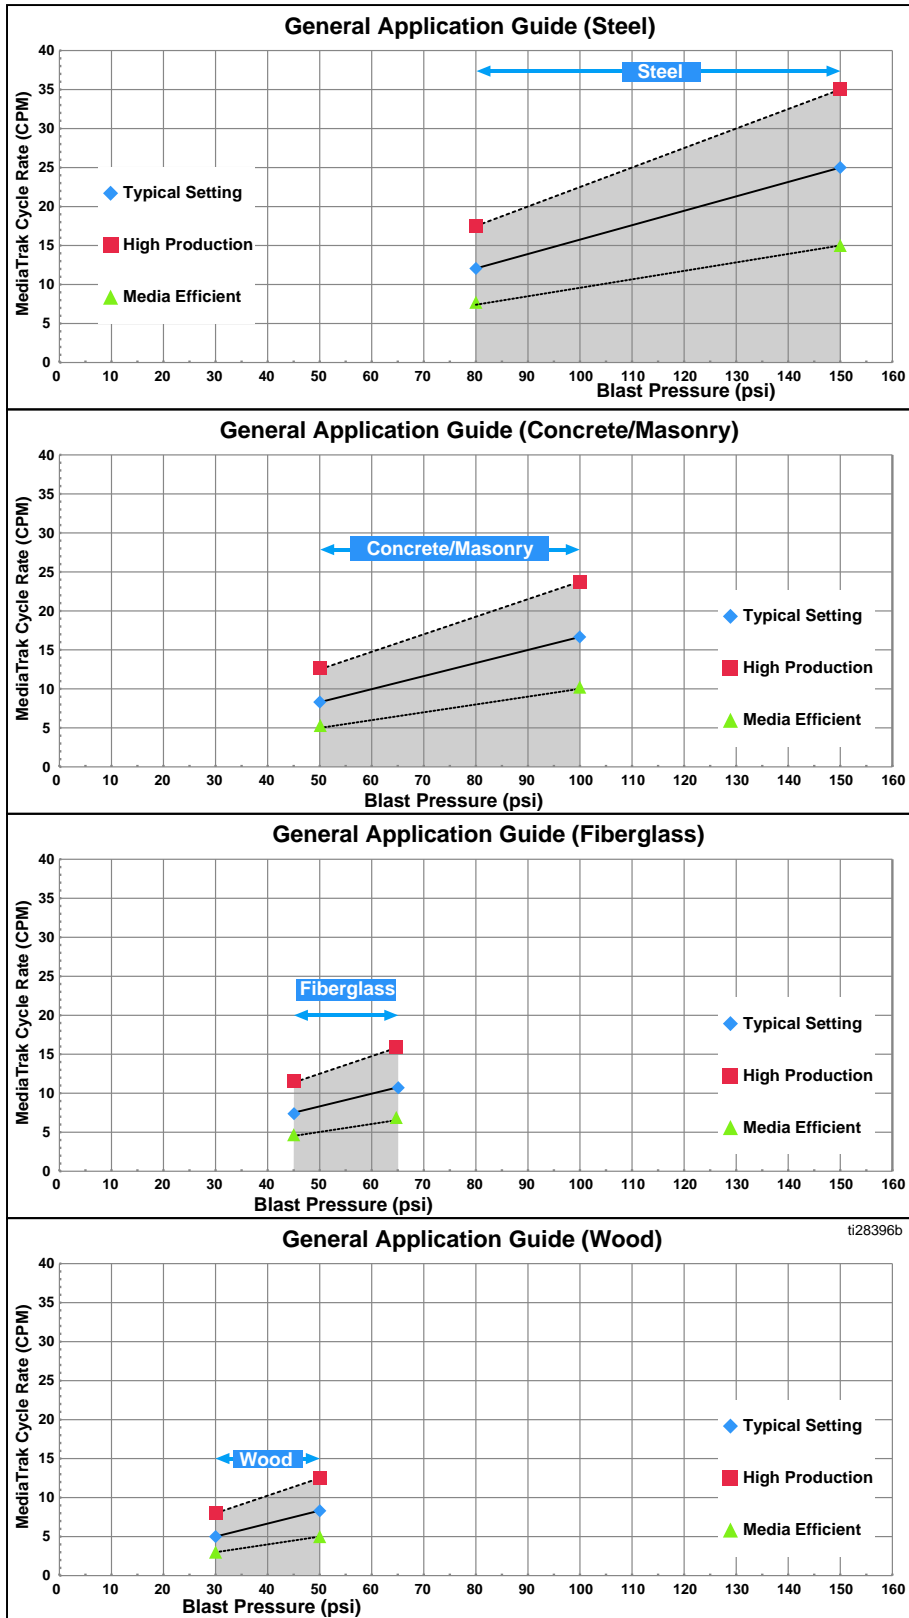 General Application Guide (Steel)
MediaTrak Cycle Rate (CPM)
40
35
30
25
20
15
10
5
0
Steel
Typical Setting
High Production
Media Efficient
0 10 20 30 40 50 60 70 80 90 100 110 120 130 140 150 160
Blast Pressure (psi)
General Application Guide (Concrete/Masonry)
MediaTrak Cycle Rate (CPM)
40
35
30
25
20
15
10
5
0
Concrete/Masonry
Typical Setting
High Production
Media Efficient
0 10 20 30 40 50 60 70 80 90 100 110 120 130 140 150 160
Blast Pressure (psi)
General Application Guide (Fiberglass)
MediaTrak Cycle Rate (CPM)
40
35
30
25
20
15
10
5
0
Fiberglass
Typical Setting
High Production
Media Efficient
0 10 20 30 40 50 60 70 80 90 100 110 120 130 140 150 160
Blast Pressure (psi)
ti28396b
General Application Guide (Wood)
MediaTrak Cycle Rate (CPM)
40
35
30
25
20
15
10
5
0
Wood
Typical Setting
High Production
Media Efficient
0 10 20 30 40 50 60 70 80 90 100 110 120 130 140 150 160
Blast Pressure (psi)